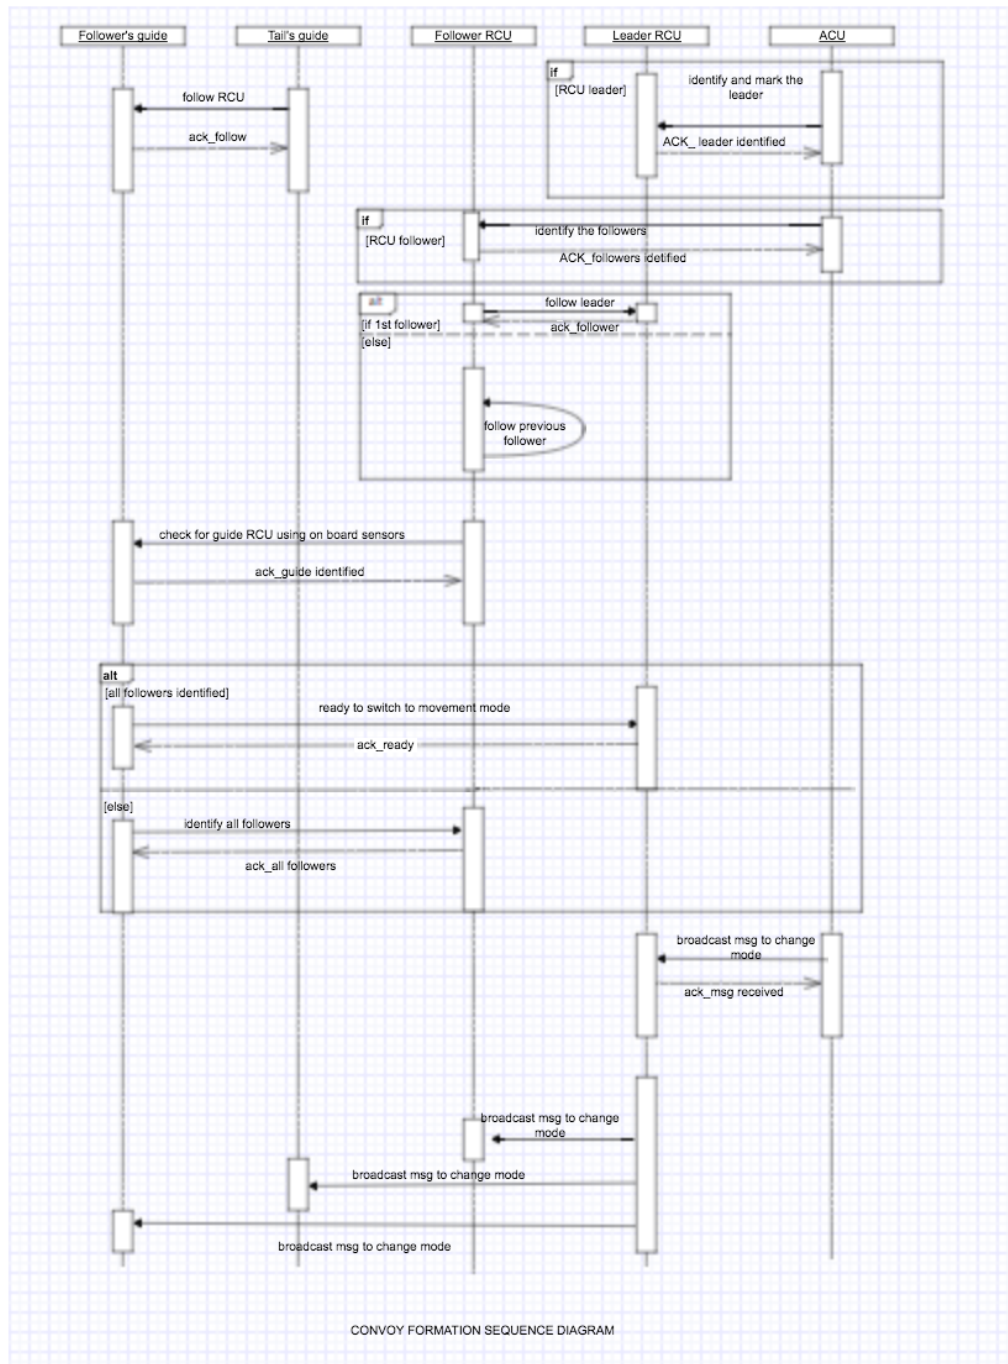 Follower's guide
Tail's guide
Follower RCU
Leader RCU
ACU
if
[RCU leader]
identify and mark the
leader
follow RCU
ack_follow
ACK_ leader identified
if
[RCU follower]
identify the followers
ACK_followers idetified
alt
follow leader
[if 1st follower]
ack_follower
[else]
follow previous
follower
check for guide RCU using on board sensors
ack_guide identified
alt
[all followers identified]
ready to switch to movement mode
ack_ready
[else]
identify all followers
ack_all followers
broadcast msg to change
mode
ack_msg received
broadcast msg to change
mode
broadcast msg to change mode
broadcast msg to change mode
CONVOY FORMATION SEQUENCE DIAGRAM